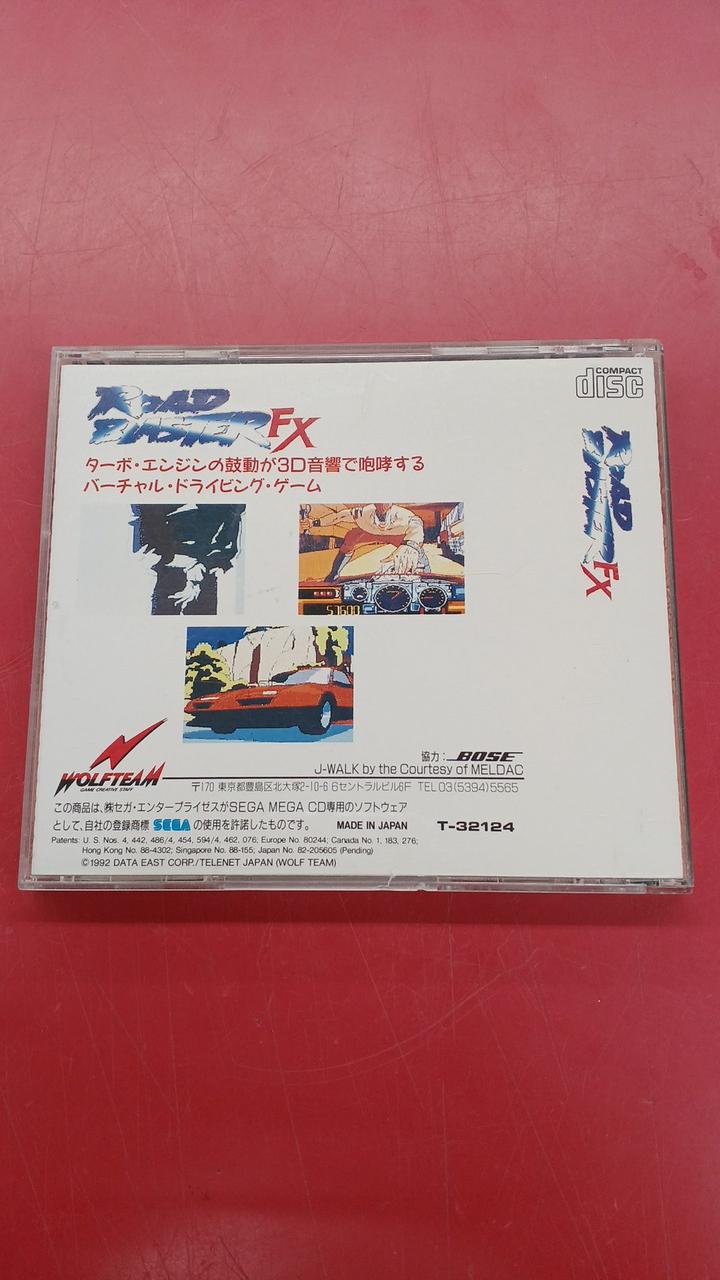 COMPACT
disc
ROAD
BLASTER FX
ターボ・エンジンの鼓動が3D音響で咆哮する
バーチャル・ドライビング・ゲーム
ROAD
BLASTER FX
57600
協力：BOSE
J-WALK by the Courtesy of MELDAC
WOLFTEAM
GAME CREATIVE STAFF
〒170 東京都豊島区北大塚2-10-6 6セントラルビル6F TEL 03(5394)5565
この商品は、㈱セガ・エンタープライゼスがSEGA MEGA CD専用のソフトウェア
として、自社の登録商標 SEGA の使用を許諾したものです。 MADE IN JAPAN T-32124
Patents: U. S. Nos. 4, 442, 486/4, 454, 594/4, 462, 076; Europe No. 80244; Canada No. 1, 183, 276;
Hong Kong No. 88-4302; Singapore No. 88-155; Japan No. 82-205605 (Pending)
©1992 DATA EAST CORP./TELENET JAPAN (WOLF TEAM)